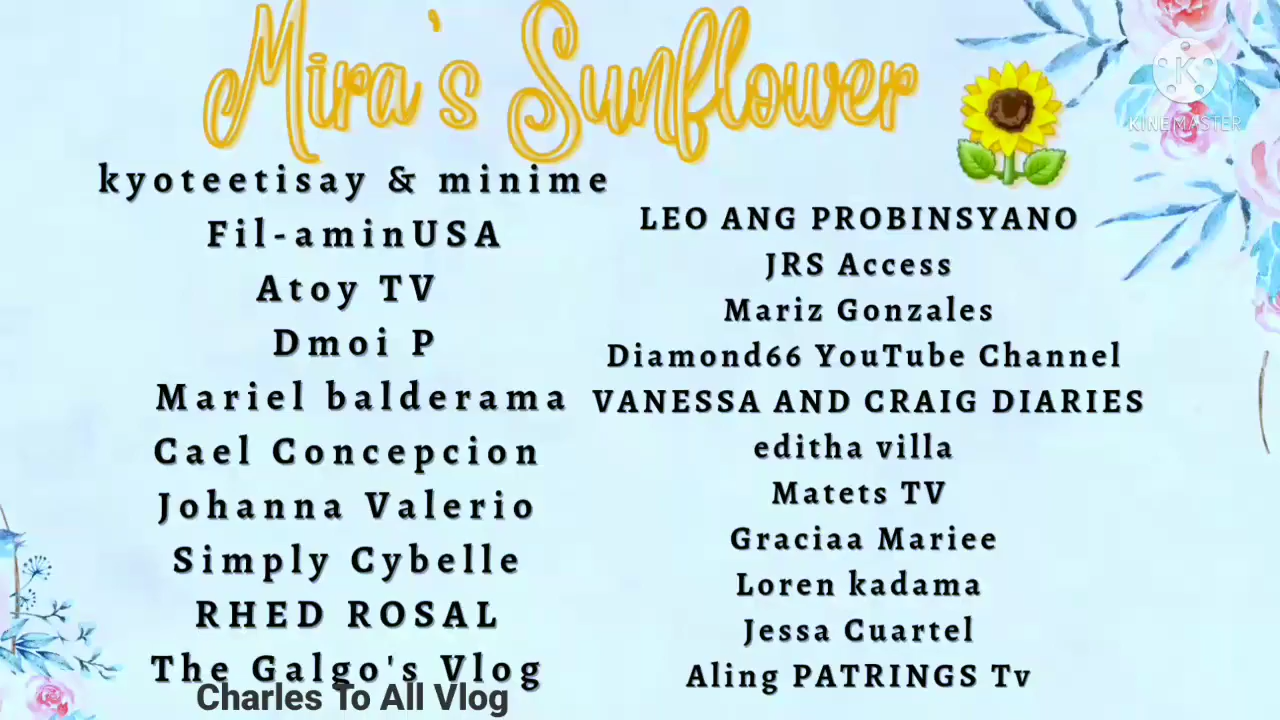 Mira's Sunflower
KINEMASTER
kyoteetisay & minime
Fil-aminUSA
Atoy TV
Dmoi P
Mariel balderama
Cael Concepcion
Johanna Valerio
Simply Cybelle
RHED ROSAL
The Galgo's Vlog
Charles To All Vlog
LEO ANG PROBINSYANO
JRS Access
Mariz Gonzales
Diamond66 YouTube Channel
VANESSA AND CRAIG DIARIES
editha villa
Matets TV
Graciaa Mariee
Loren kadama
Jessa Cuartel
Aling PATRINGS Tv